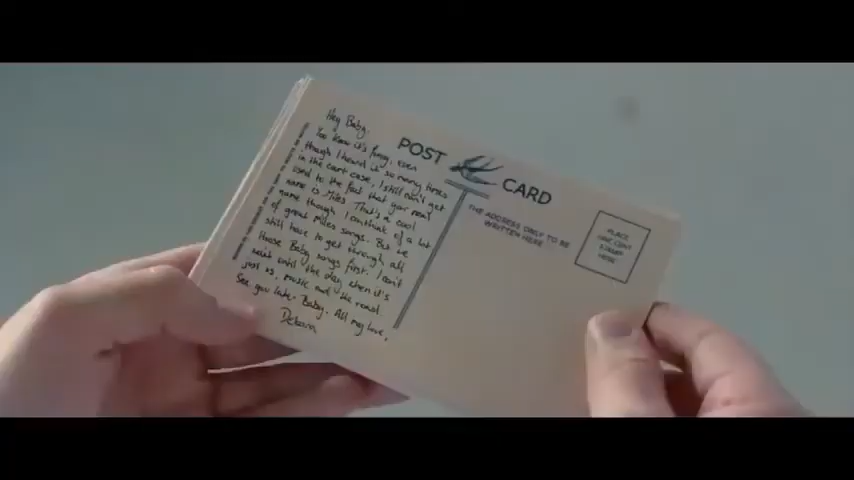 Hey Baby.
You know it's funny, even
though I heard it so many times
in the court case, I still can't get
used to the fact that your real
name is Miles. That's a cool
name though. I can think of a lot
of great Miles songs. But we
still have to get through all
those Baby songs first. I can't
wait until the day when it's
just us, music and the road.
See you later, Baby. All my love,
Debora
POST CARD
THE ADDRESS ONLY TO BE
WRITTEN HERE
PLACE
ONE CENT
STAMP
HERE